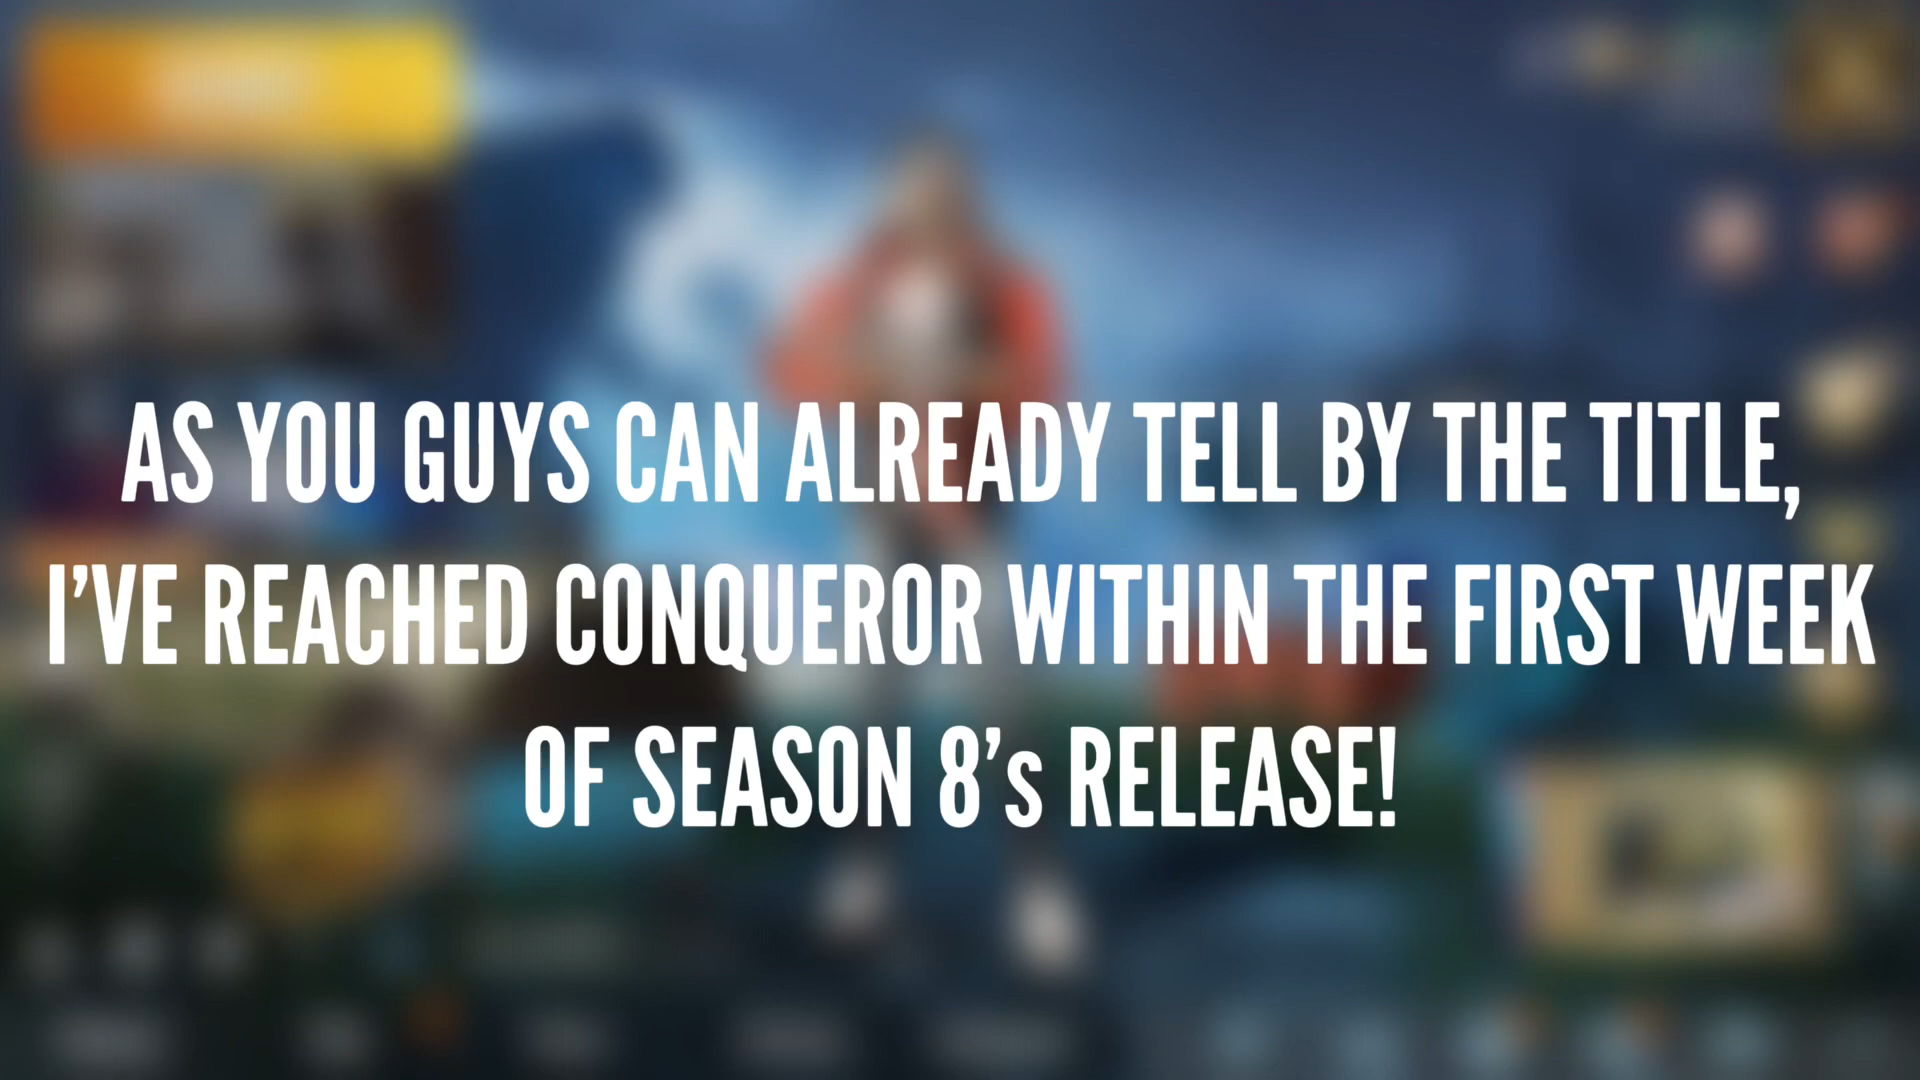 AS YOU GUYS CAN ALREADY TELL BY THE TITLE,
I'VE REACHED CONQUEROR WITHIN THE FIRST WEEK
OF SEASON 8's RELEASE!